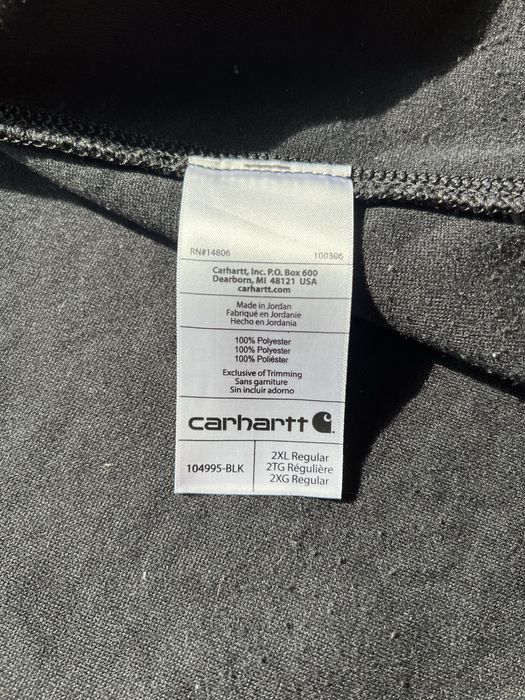 RN#14806 100306
Carhartt, Inc. P.O. Box 600
Dearborn, MI 48121 USA
carhartt.com
Made in Jordan
Fabriqué en Jordanie
Hecho en Jordania
100% Polyester
100% Polyester
100% Poliéster
Exclusive of Trimming
Sans garniture
Sin incluir adorno
carhartt
104995-BLK
2XL Regular
2TG Régulière
2XG Regular